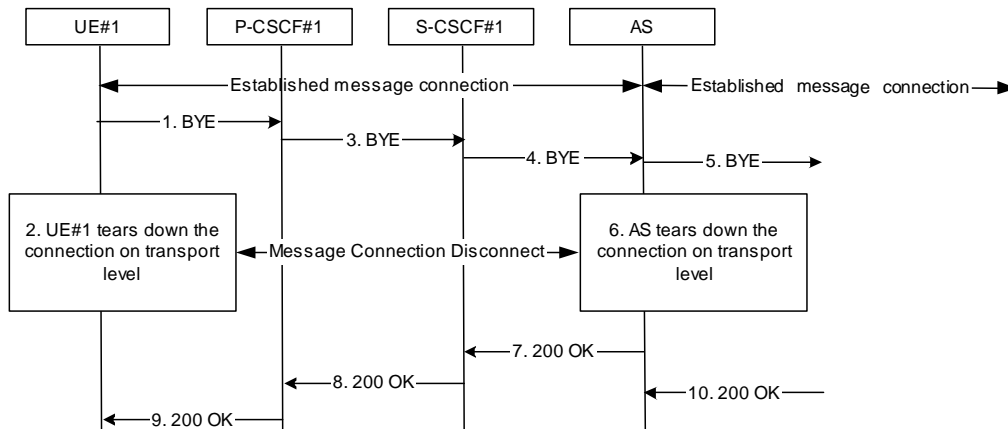 UE#1
P-CSCF#1
S-CSCF#1
AS
Established message connection
Established message connection
1. BYE
3. BYE
4. BYE
5. BYE
2. UE#1 tears down the
connection on transport
level
Message Connection Disconnect
6. AS tears down the
connection on transport
level
7. 200 OK
8. 200 OK
10. 200 OK
9. 200 OK